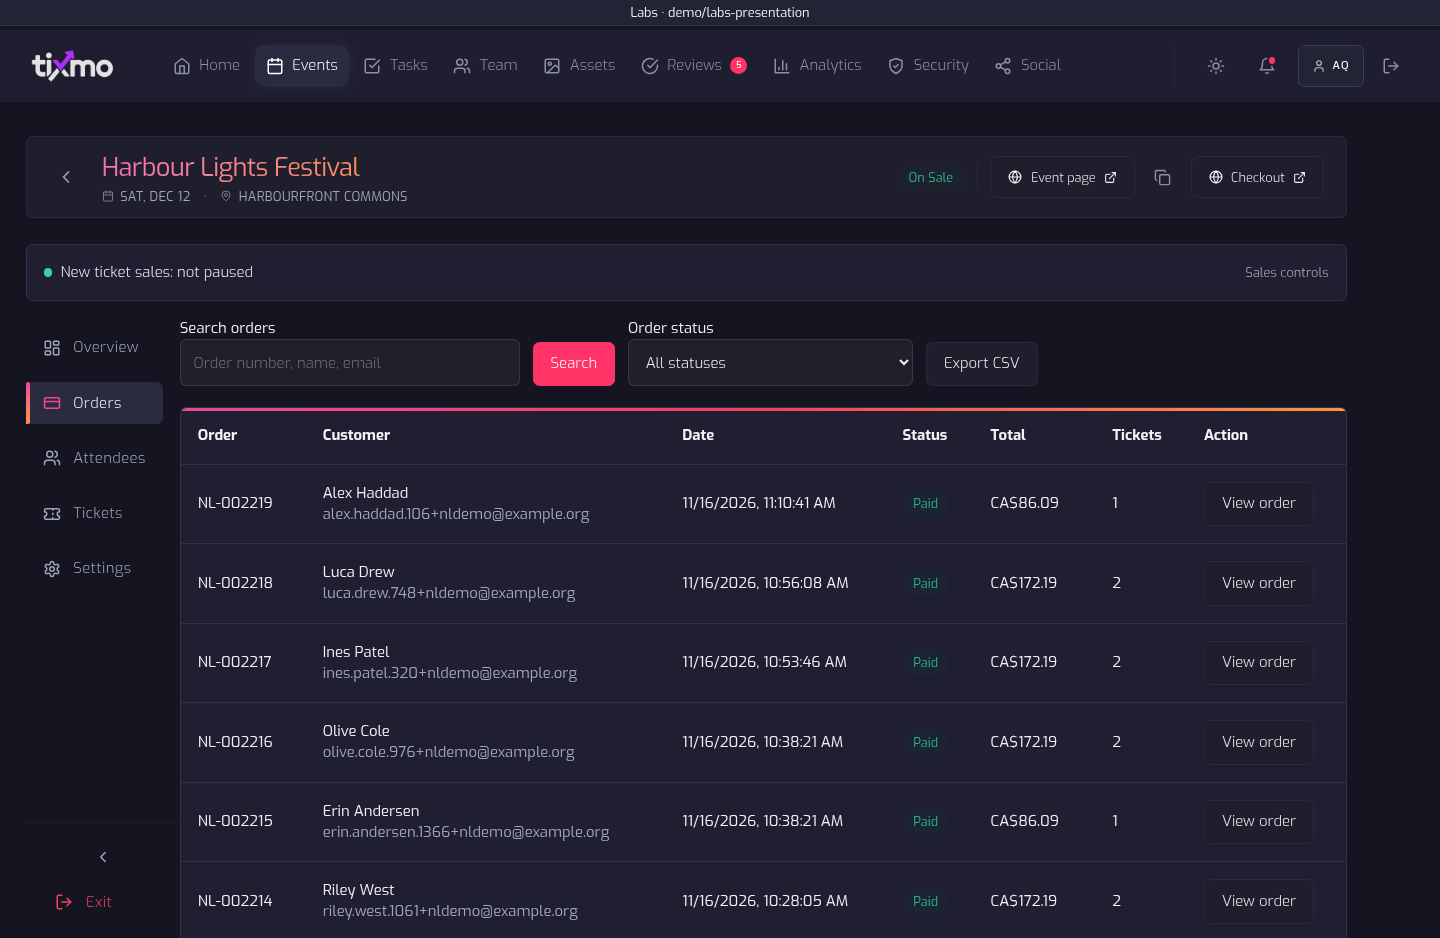 Labs · demo/labs-presentation
tixmo
Home
Events
Tasks
Team
Assets
Reviews 5
Analytics
Security
Social
AQ
Harbour Lights Festival
SAT, DEC 12 · HARBOURFRONT COMMONS
On Sale
Event page
Checkout
New ticket sales: not paused
Sales controls
Overview
Orders
Attendees
Tickets
Settings
Exit
Search orders
Order number, name, email
Search
Order status
All statuses
Export CSV
Order Customer Date Status Total Tickets Action
NL-002219 Alex Haddad 11/16/2026, 11:10:41 AM Paid CA$86.09 1 View order
alex.haddad.106+nldemo@example.org
NL-002218 Luca Drew 11/16/2026, 10:56:08 AM Paid CA$172.19 2 View order
luca.drew.748+nldemo@example.org
NL-002217 Ines Patel 11/16/2026, 10:53:46 AM Paid CA$172.19 2 View order
ines.patel.320+nldemo@example.org
NL-002216 Olive Cole 11/16/2026, 10:38:21 AM Paid CA$172.19 2 View order
olive.cole.976+nldemo@example.org
NL-002215 Erin Andersen 11/16/2026, 10:38:21 AM Paid CA$86.09 1 View order
erin.andersen.1366+nldemo@example.org
NL-002214 Riley West 11/16/2026, 10:28:05 AM Paid CA$172.19 2 View order
riley.west.1061+nldemo@example.org